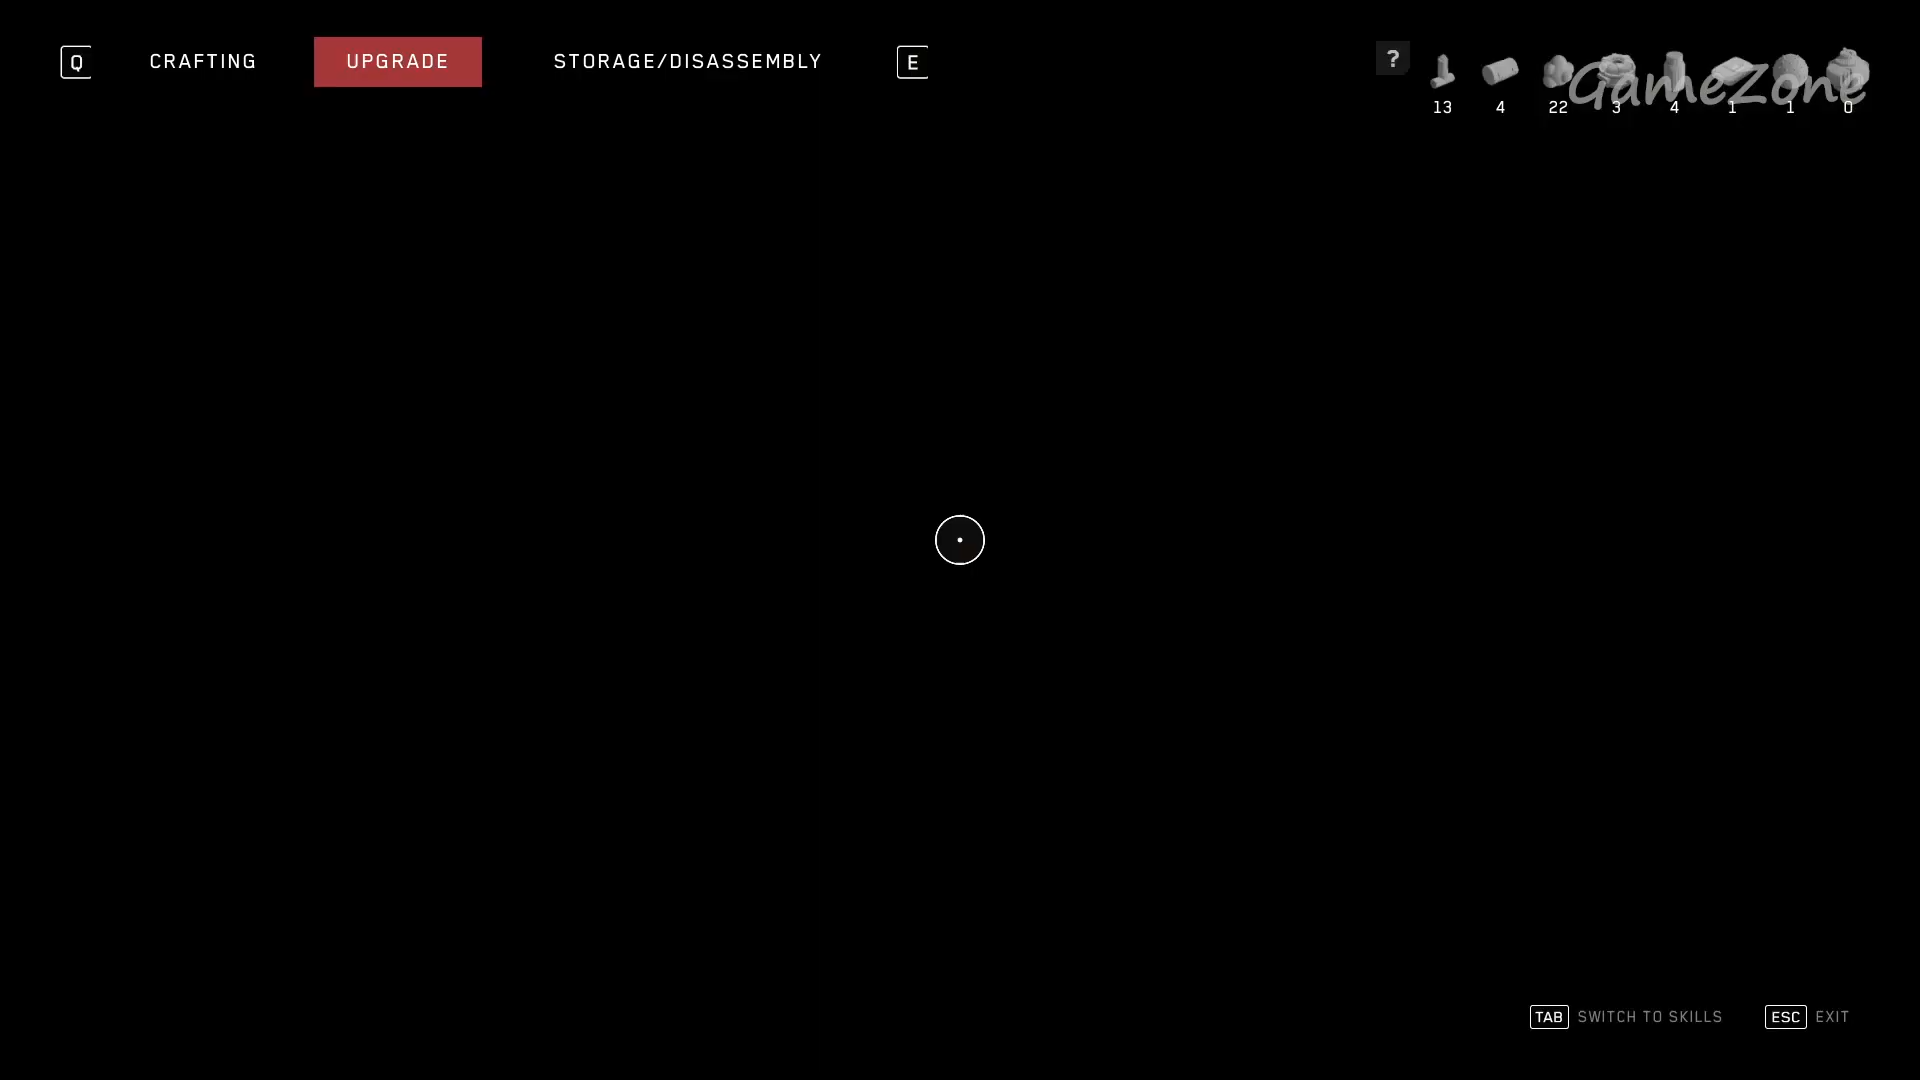 Q CRAFTING UPGRADE STORAGE/DISASSEMBLY E
?
GameZone
13 4 22 3 4 1 1 0
TAB SWITCH TO SKILLS ESC EXIT